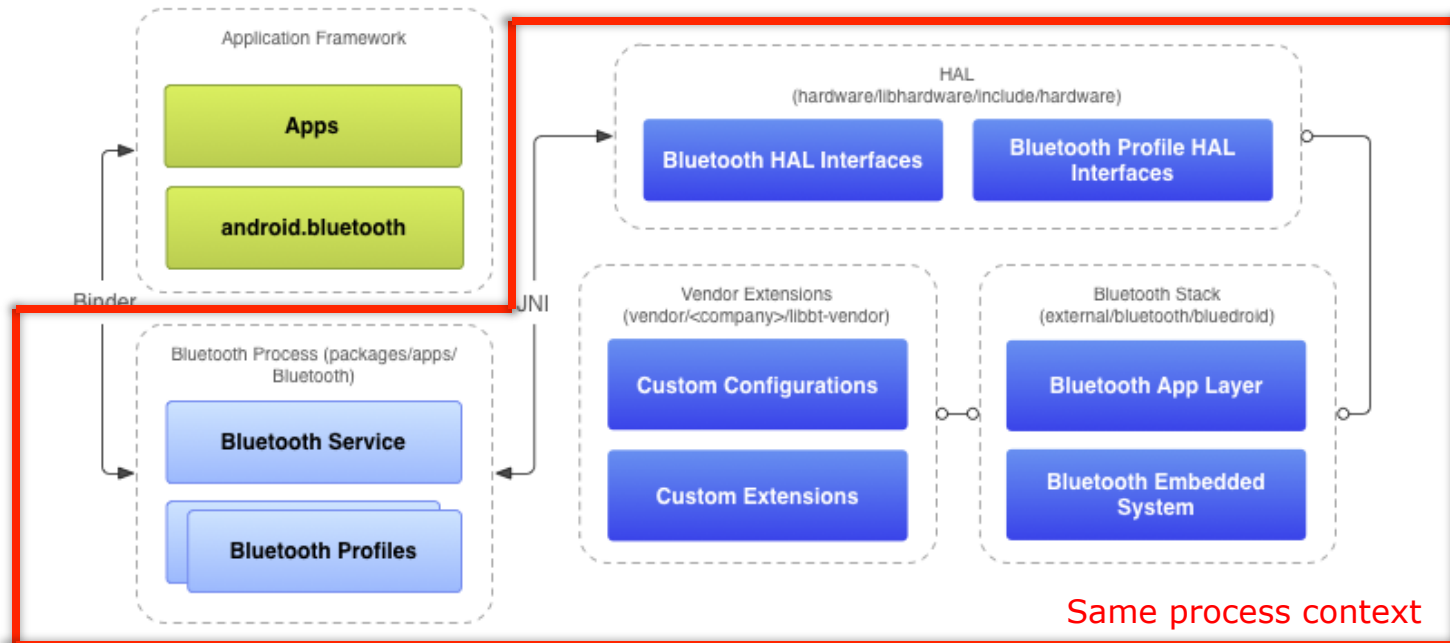 Application Framework
Apps
android.bluetooth
Binder
JNI
Bluetooth Process (packages/apps/
Bluetooth)
Bluetooth Service
Bluetooth Profiles
HAL
(hardware/libhardware/include/hardware)
Bluetooth HAL Interfaces
Bluetooth Profile HAL
Interfaces
Vendor Extensions
(vendor/<company>/libbt-vendor)
Custom Configurations
Custom Extensions
Bluetooth Stack
(external/bluetooth/bluedroid)
Bluetooth App Layer
Bluetooth Embedded
System
Same process context